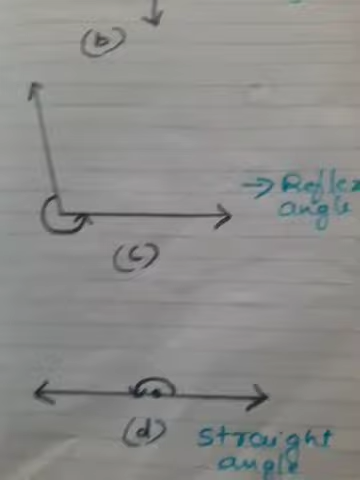 (b)
→ Reflex
angle
(c)
(d)
straight
angle